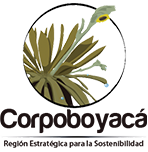 Corpoboyacá
Región Estratégica para la Sostenibilidad